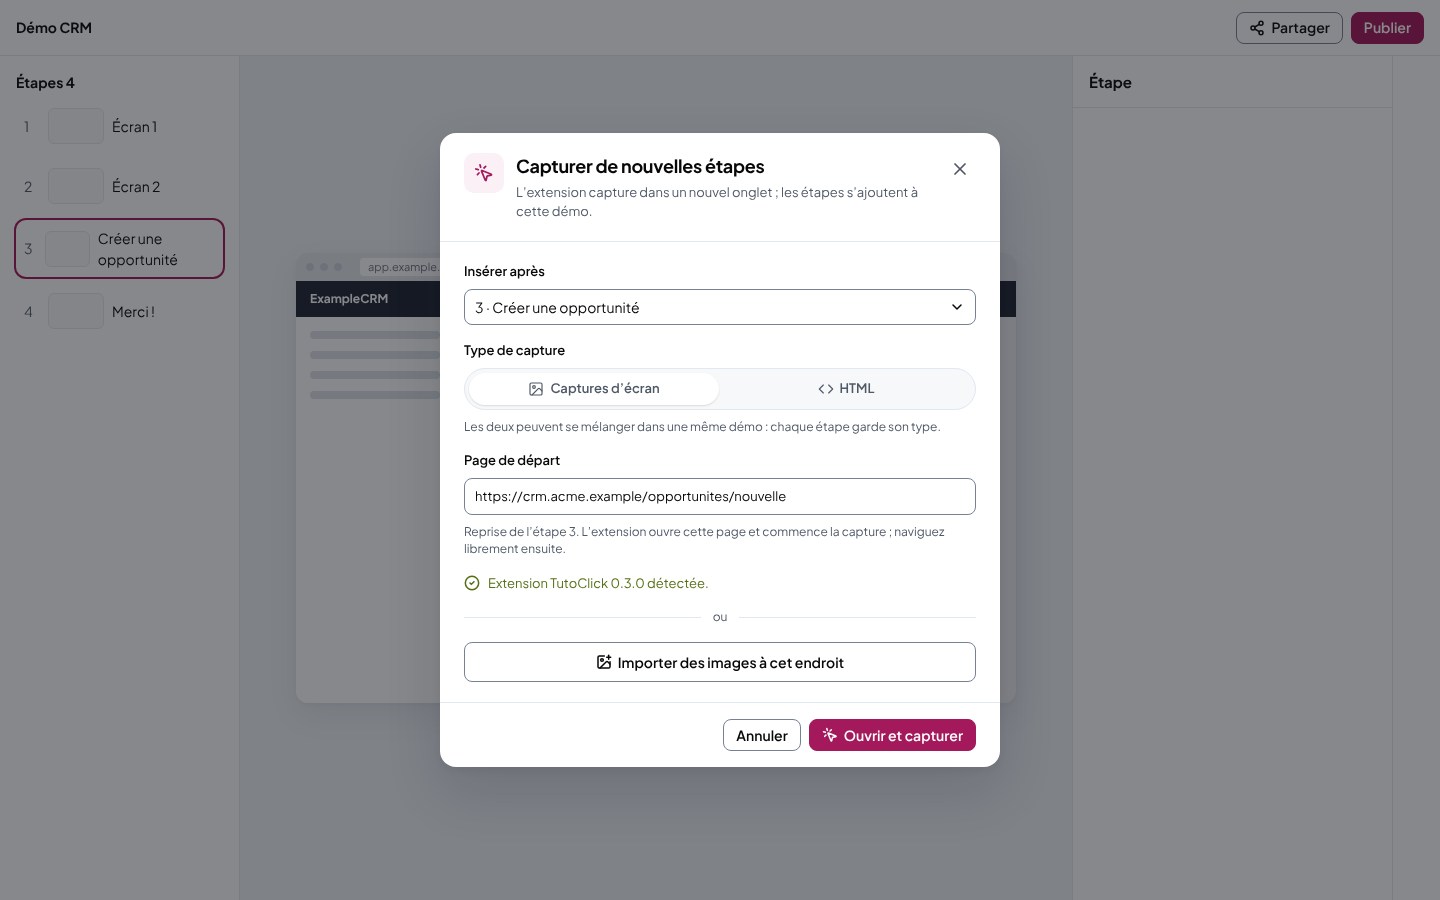 Démo CRM
Partager
Publier
Étapes 4
1 Écran 1
2 Écran 2
3 Créer une
opportunité
4 Merci !
Étape
app.example.
ExampleCRM
Capturer de nouvelles étapes
L'extension capture dans un nouvel onglet ; les étapes s'ajoutent à
cette démo.
Insérer après
3 · Créer une opportunité
Type de capture
Captures d'écran
HTML
Les deux peuvent se mélanger dans une même démo : chaque étape garde son type.
Page de départ
https://crm.acme.example/opportunites/nouvelle
Reprise de l'étape 3. L'extension ouvre cette page et commence la capture ; naviguez
librement ensuite.
Extension TutoClick 0.3.0 détectée.
ou
Importer des images à cet endroit
Annuler
Ouvrir et capturer